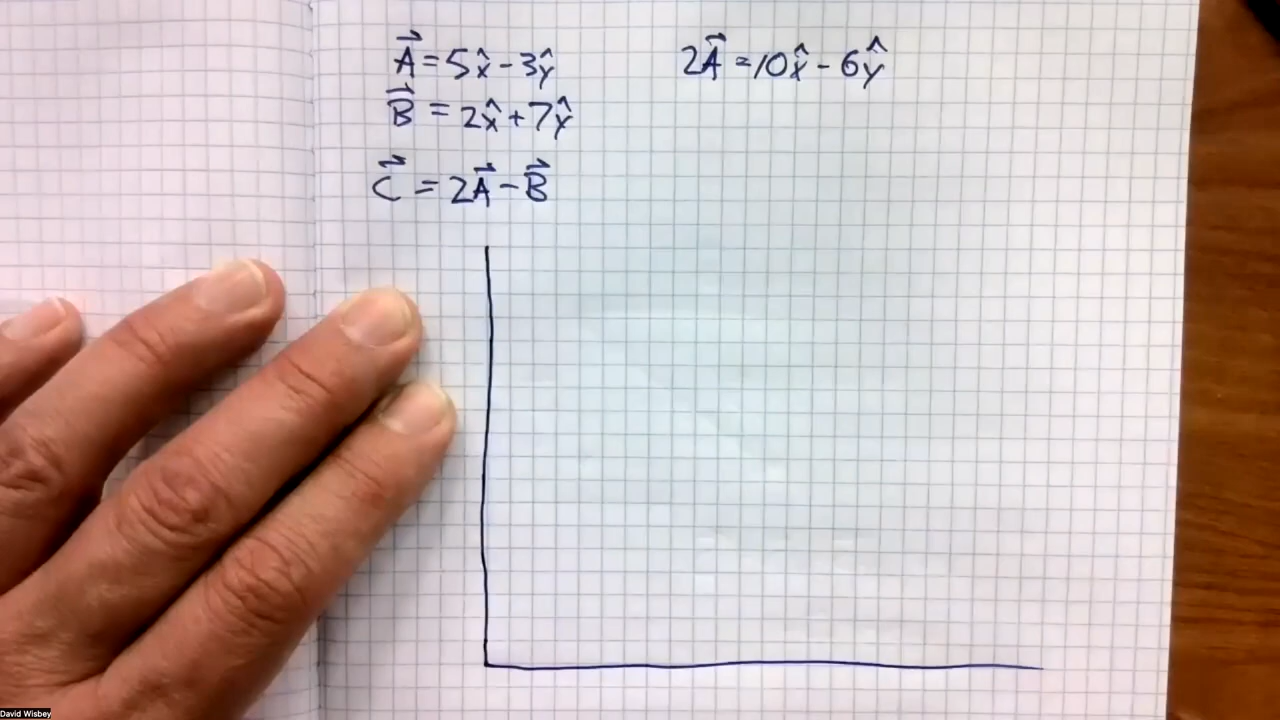 A⃗ = 5x̂ - 3ŷ
B⃗ = 2x̂ + 7ŷ
C⃗ = 2A⃗ - B⃗
2A⃗ = 10x̂ - 6ŷ
David Wisbey